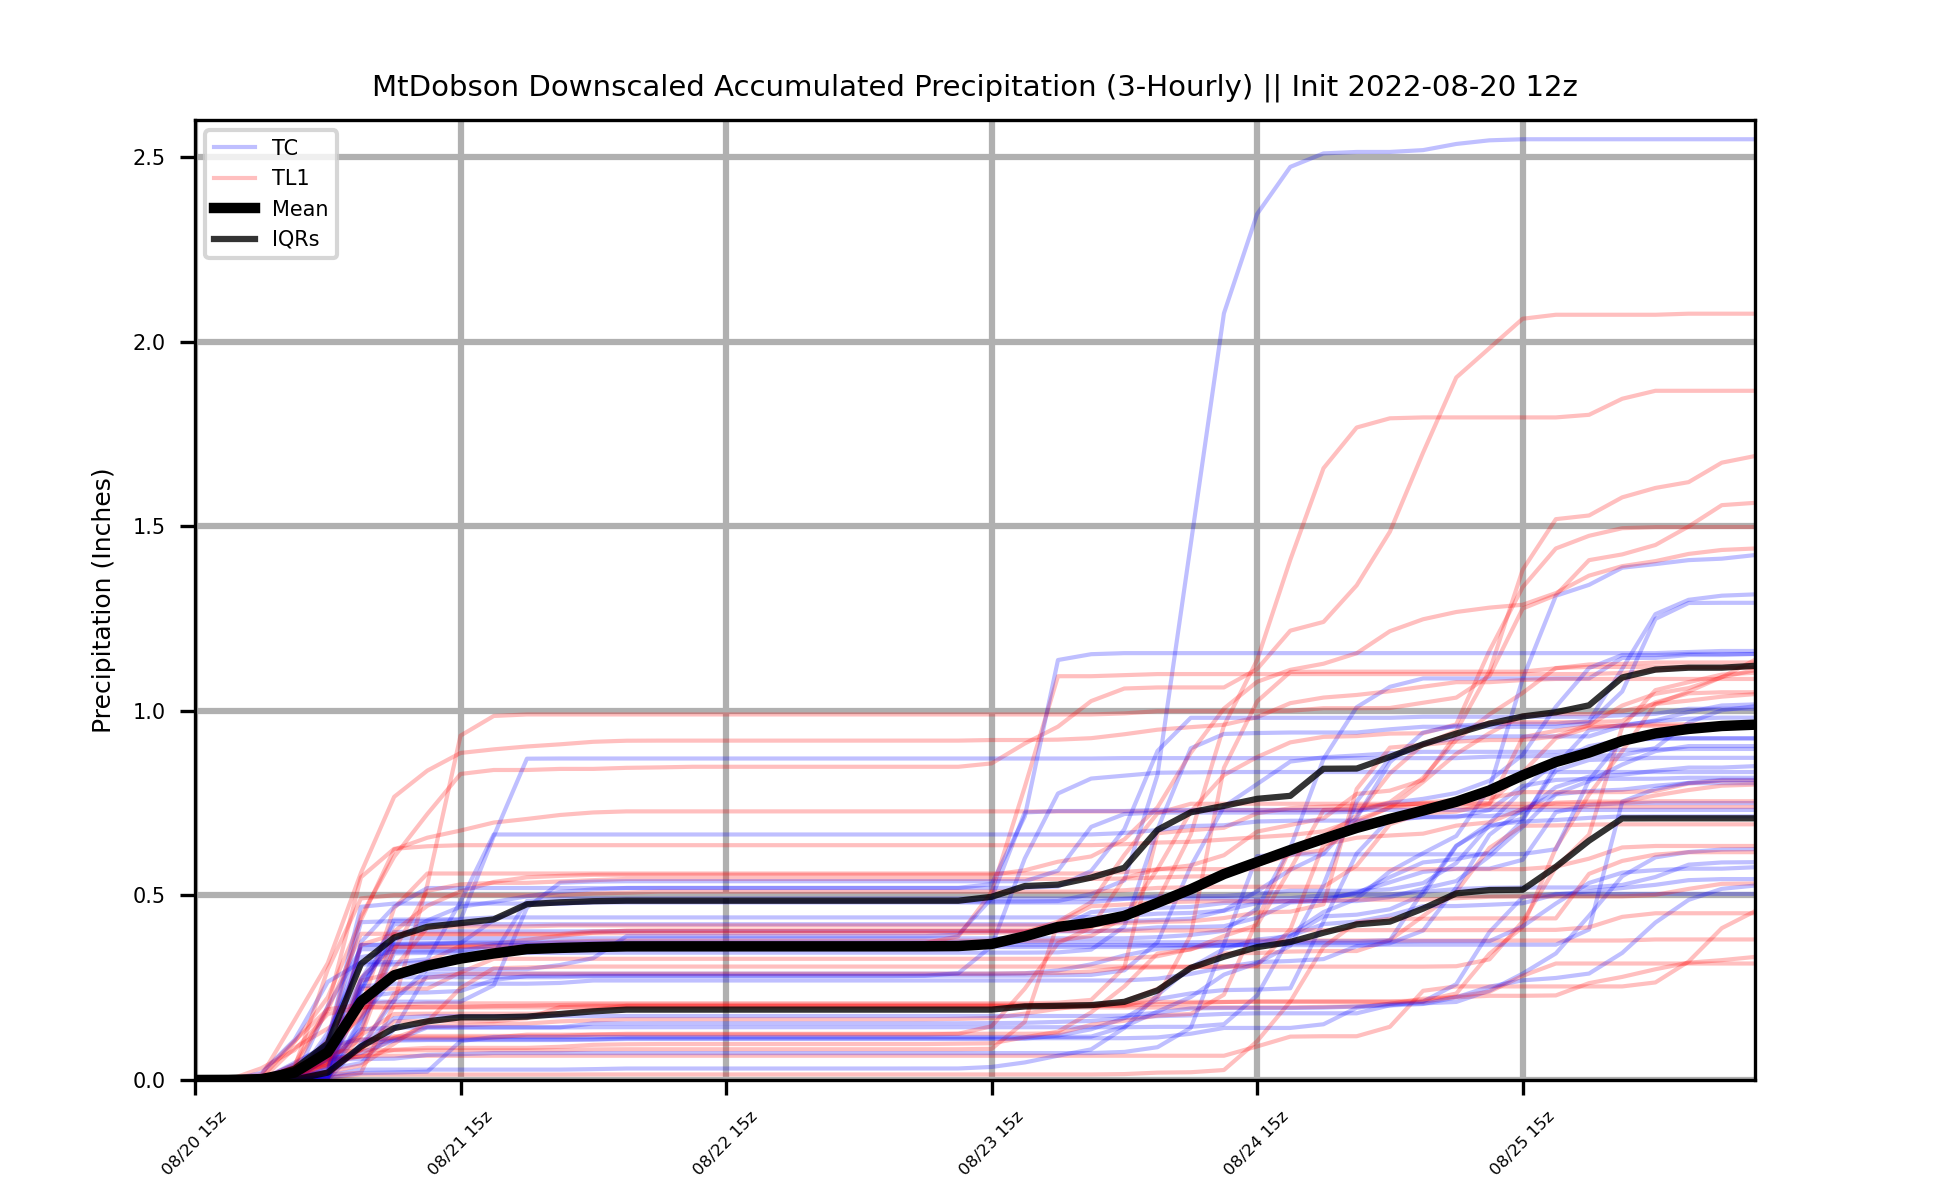 MtDobson Downscaled Accumulated Precipitation (3-Hourly) || Init 2022-08-20 12z
TC
TL1
Mean
IQRs
Precipitation (Inches)
2.5
2.0
1.5
1.0
0.5
0.0
08/20 15z
08/21 15z
08/22 15z
08/23 15z
08/24 15z
08/25 15z